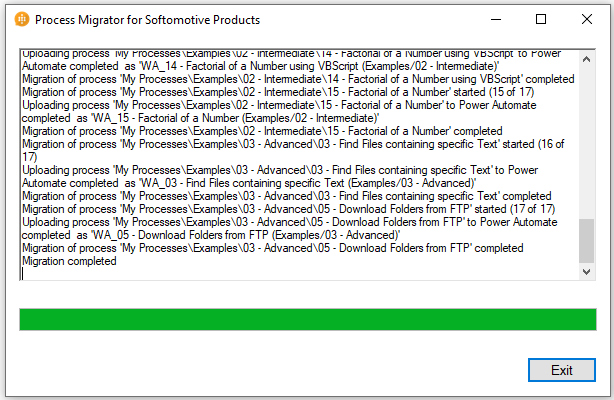 Process Migrator for Softomotive Products
Uploading process 'My Processes\Examples\02 - Intermediate\14 - Factorial of a Number using VBScript' to Power
Automate completed  as 'WA_14 - Factorial of a Number using VBScript (Examples/02 - Intermediate)'
Migration of process 'My Processes\Examples\02 - Intermediate\14 - Factorial of a Number using VBScript' completed
Migration of process 'My Processes\Examples\02 - Intermediate\15 - Factorial of a Number' started (15 of 17)
Uploading process 'My Processes\Examples\02 - Intermediate\15 - Factorial of a Number' to Power Automate
completed  as 'WA_15 - Factorial of a Number (Examples/02 - Intermediate)'
Migration of process 'My Processes\Examples\02 - Intermediate\15 - Factorial of a Number' completed
Migration of process 'My Processes\Examples\03 - Advanced\03 - Find Files containing specific Text' started (16 of
17)
Uploading process 'My Processes\Examples\03 - Advanced\03 - Find Files containing specific Text' to Power
Automate completed  as 'WA_03 - Find Files containing specific Text (Examples/03 - Advanced)'
Migration of process 'My Processes\Examples\03 - Advanced\03 - Find Files containing specific Text' completed
Migration of process 'My Processes\Examples\03 - Advanced\05 - Download Folders from FTP' started (17 of 17)
Uploading process 'My Processes\Examples\03 - Advanced\05 - Download Folders from FTP' to Power Automate
completed  as 'WA_05 - Download Folders from FTP (Examples/03 - Advanced)'
Migration of process 'My Processes\Examples\03 - Advanced\05 - Download Folders from FTP' completed
Migration completed
Exit